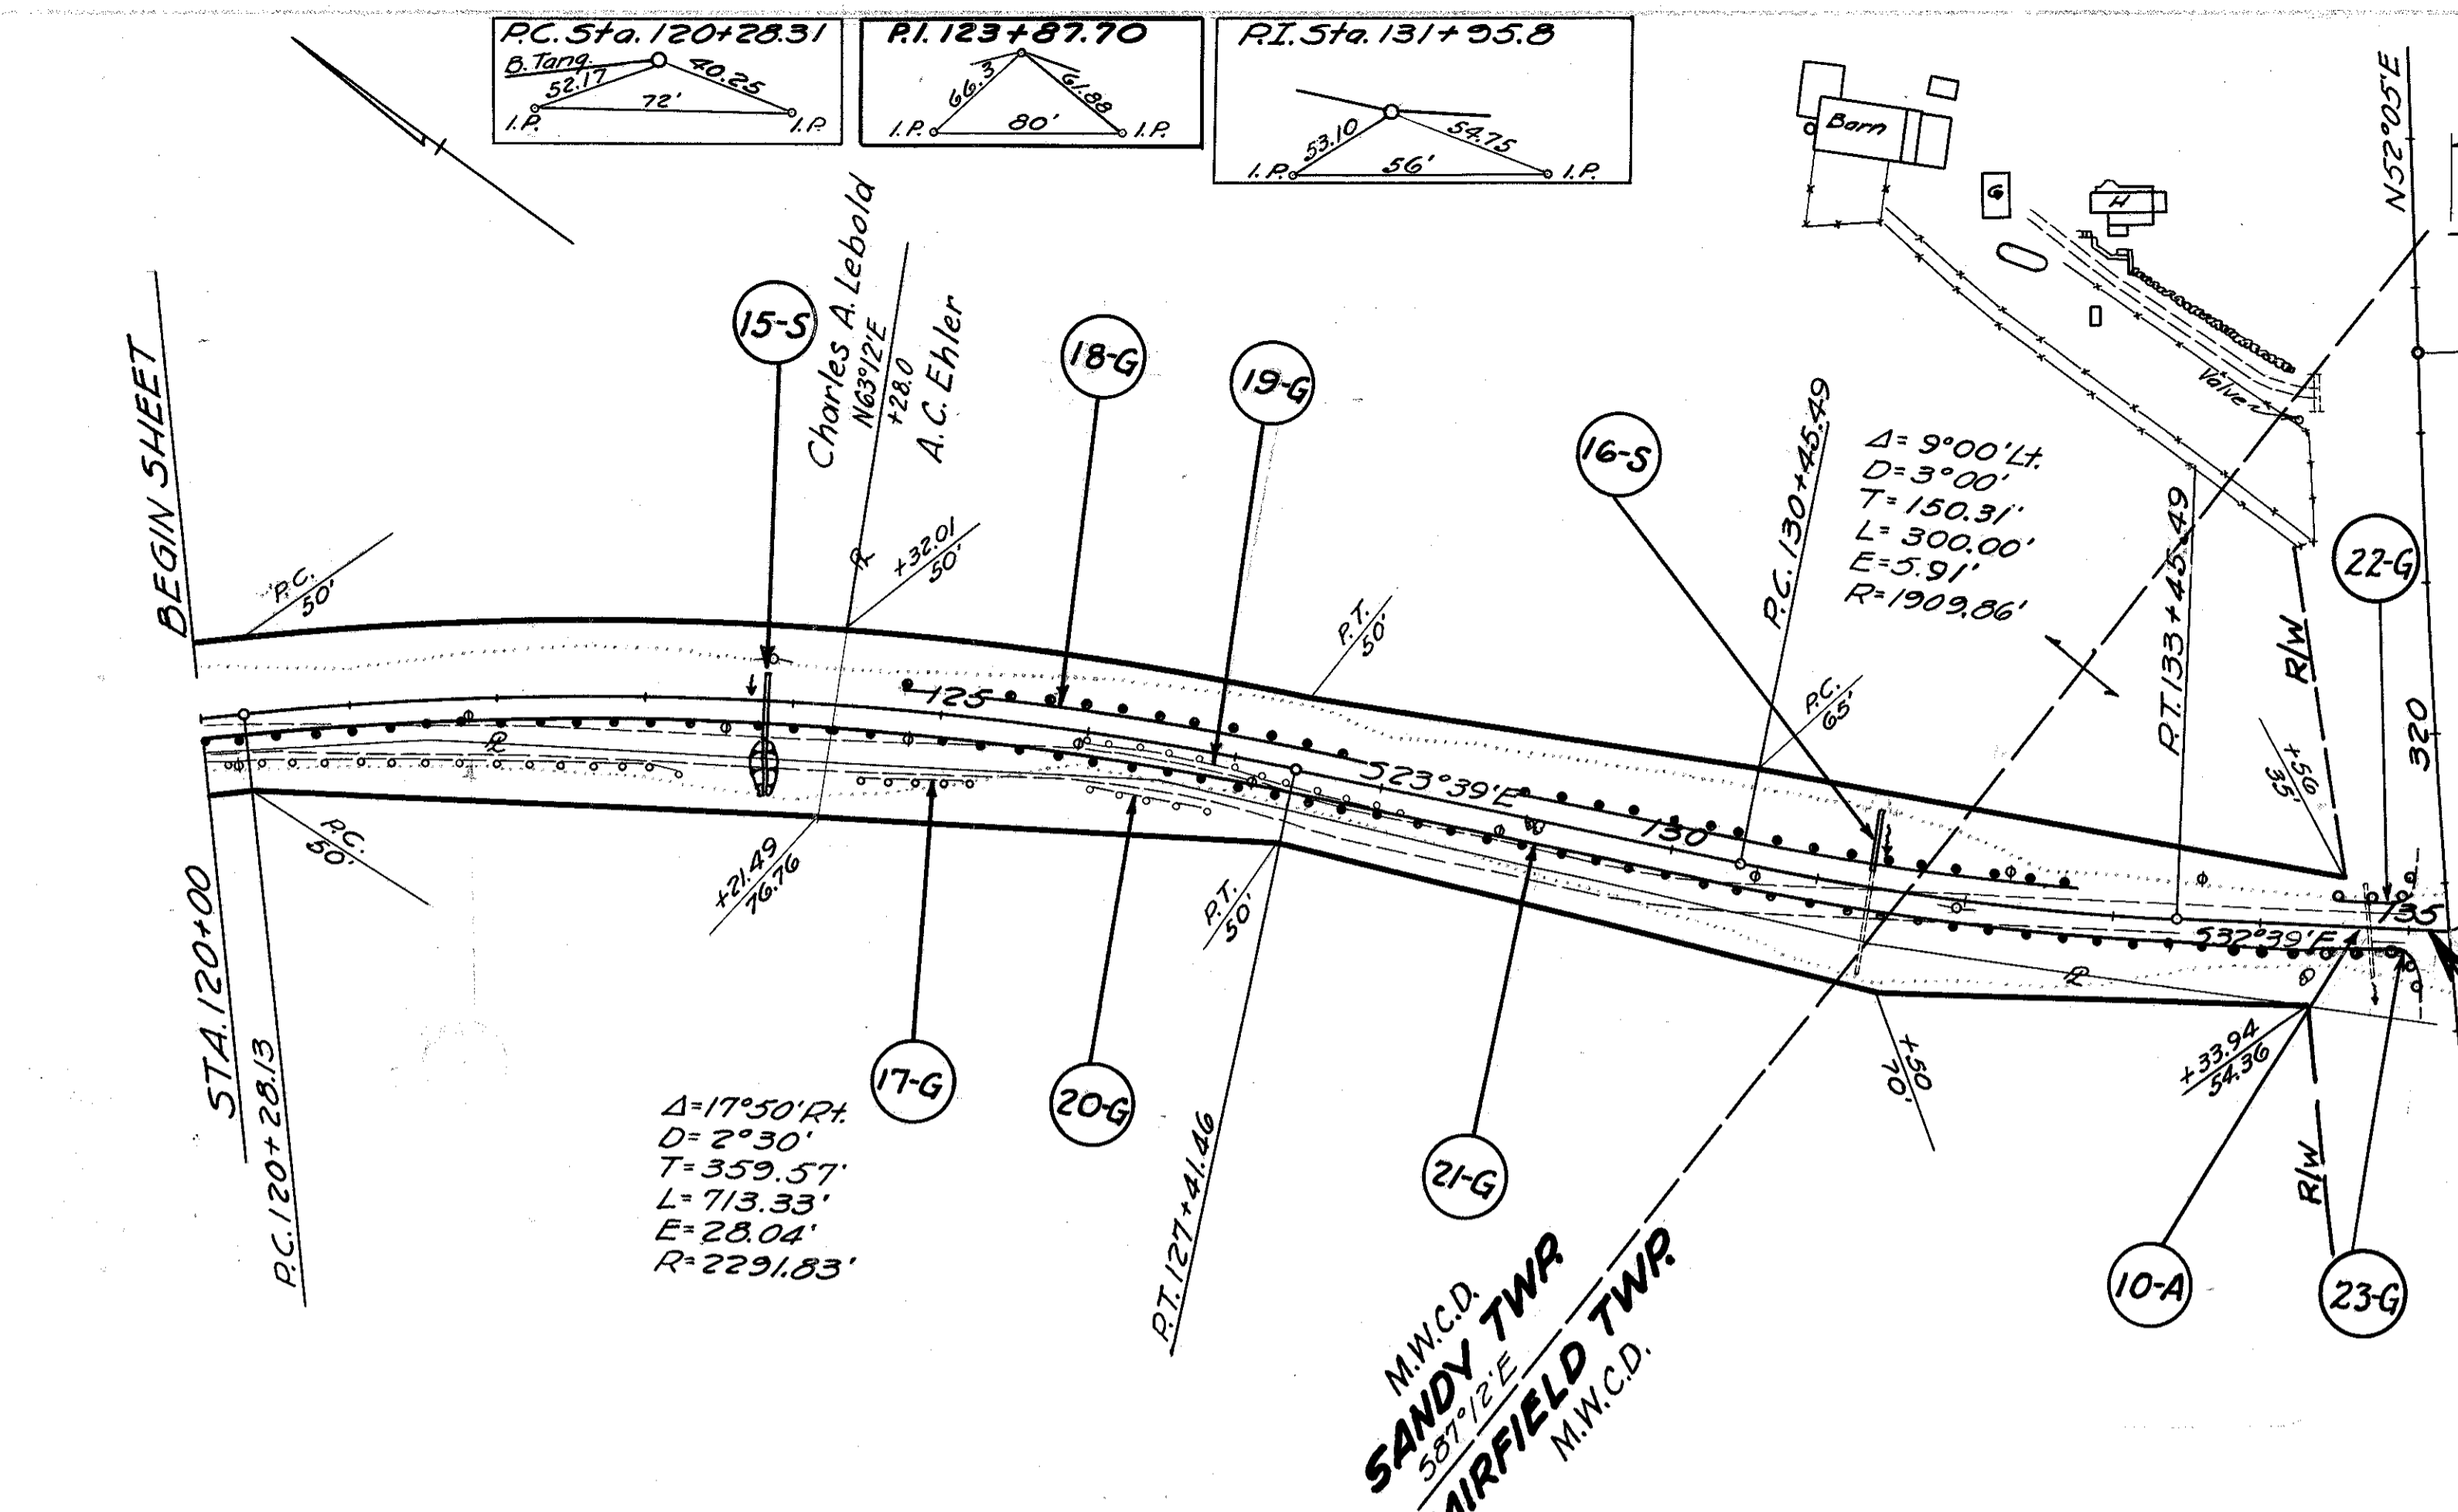 P.C. Sta. 120+28.31
B. Tang.
52.17
40.25
72'
I.P.
I.P.
P.I. 123+87.70
66.3
61.88
80'
I.P.
I.P.
P.I. Sta. 131+95.8
53.10
54.75
56'
I.P.
I.P.
Barn
G
H
Valve
N52°05'E
BEGIN SHEET
15-S
Charles A. Lebold
N63°12'E
+28.0
A.C. Ehler
18-G
19-G
16-S
P.C. 130+45.49
Δ= 9°00' Lt.
D= 3°00'
T= 150.31'
L= 300.00'
E= 5.91'
R= 1909.86'
P.T. 133+45.49
22-G
R/W
P.C.
50'
+32.01
50'
P.T.
50'
P.C.
65'
+56
35'
320
125
S23°39'E
130
S32°39'E
135
STA. 120+00
P.C. 120+28.13
P.C.
50'
+21.49
76.76
P.T.
50'
+50
70'
+33.94
54.36
17-G
20-G
21-G
10-A
23-G
R/W
Δ=17°50' Rt.
D= 2°30'
T= 359.57'
L= 713.33'
E= 28.04'
R= 2291.83'
P.T. 127+41.46
M.W.C.D.
SANDY TWP.
S87°12'E
AIRFIELD TWP.
M.W.C.D.